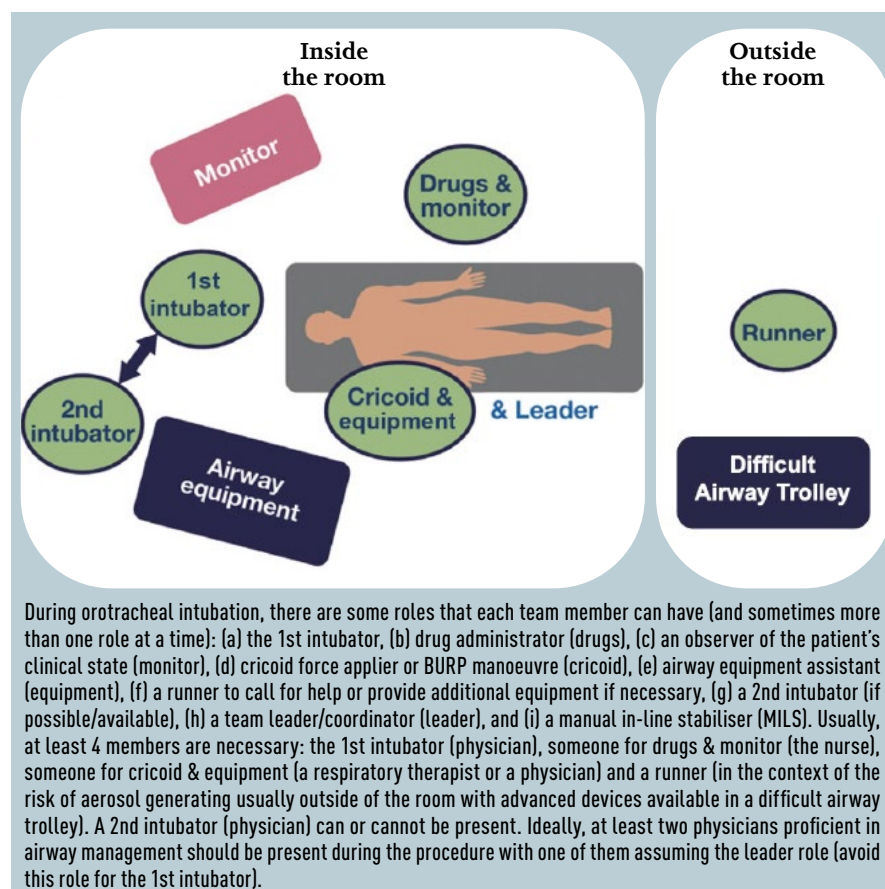 Inside
the room
Outside
the room
Monitor
Drugs &
monitor
1st
intubator
2nd
intubator
Cricoid &
equipment
& Leader
Airway
equipment
Runner
Difficult
Airway Trolley
During orotracheal intubation, there are some roles that each team member can have (and sometimes more
than one role at a time): (a) the 1st intubator, (b) drug administrator (drugs), (c) an observer of the patient's
clinical state (monitor), (d) cricoid force applier or BURP manoeuvre (cricoid), (e) airway equipment assistant
(equipment), (f) a runner to call for help or provide additional equipment if necessary, (g) a 2nd intubator (if
possible/available), (h) a team leader/coordinator (leader), and (i) a manual in-line stabiliser (MILS). Usually,
at least 4 members are necessary: the 1st intubator (physician), someone for drugs & monitor (the nurse),
someone for cricoid & equipment (a respiratory therapist or a physician) and a runner (in the context of the
risk of aerosol generating usually outside of the room with advanced devices available in a difficult airway
trolley). A 2nd intubator (physician) can or cannot be present. Ideally, at least two physicians proficient in
airway management should be present during the procedure with one of them assuming the leader role (avoid
this role for the 1st intubator).